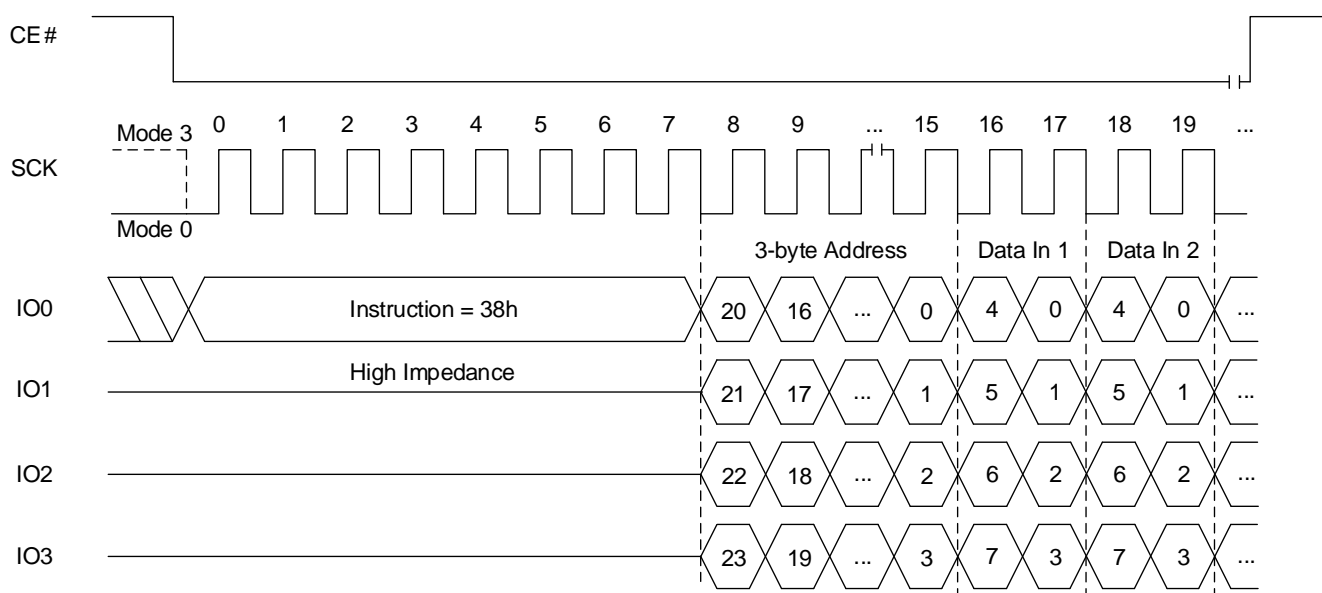 CE#
Mode 3 0 1 2 3 4 5 6 7 8 9 ... 15 16 17 18 19 ...
SCK
Mode 0
3-byte Address Data In 1 Data In 2
IO0 Instruction = 38h 20 16 ... 0 4 0 4 0 ...
High Impedance
IO1 21 17 ... 1 5 1 5 1 ...
IO2 22 18 ... 2 6 2 6 2 ...
IO3 23 19 ... 3 7 3 7 3 ...